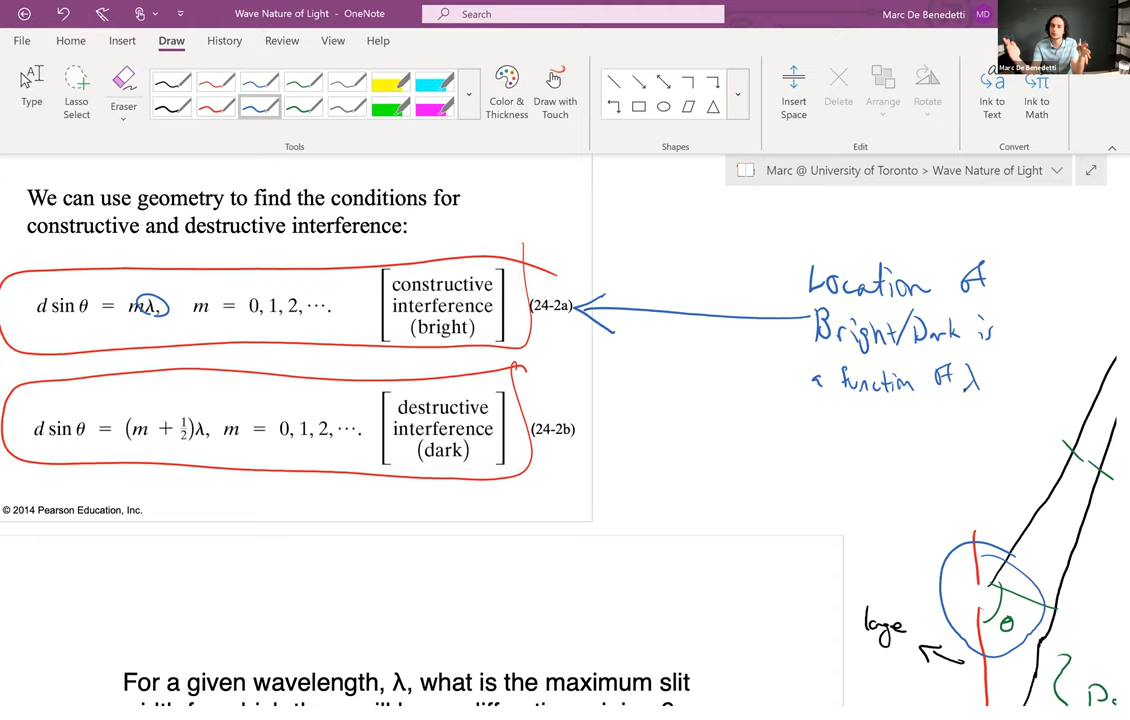 Wave Nature of Light - OneNote
Search
Marc De Benedetti
MD
File Home Insert Draw History Review View Help
Marc De Benedetti
Type
Lasso
Select
Eraser
Color &
Thickness
Draw with
Touch
Insert
Space
Delete
Arrange
Rotate
Ink to
Text
Ink to
Math
Tools
Shapes
Edit
Convert
Marc @ University of Toronto > Wave Nature of Light
We can use geometry to find the conditions for
constructive and destructive interference:
d sin θ = mλ, m = 0, 1, 2, ⋯. [constructive
interference
(bright)] (24-2a)
d sin θ = (m + 1/2)λ, m = 0, 1, 2, ⋯. [destructive
interference
(dark)] (24-2b)
© 2014 Pearson Education, Inc.
Location of
Bright/Dark is
a function of λ
large
θ
For a given wavelength, λ, what is the maximum slit